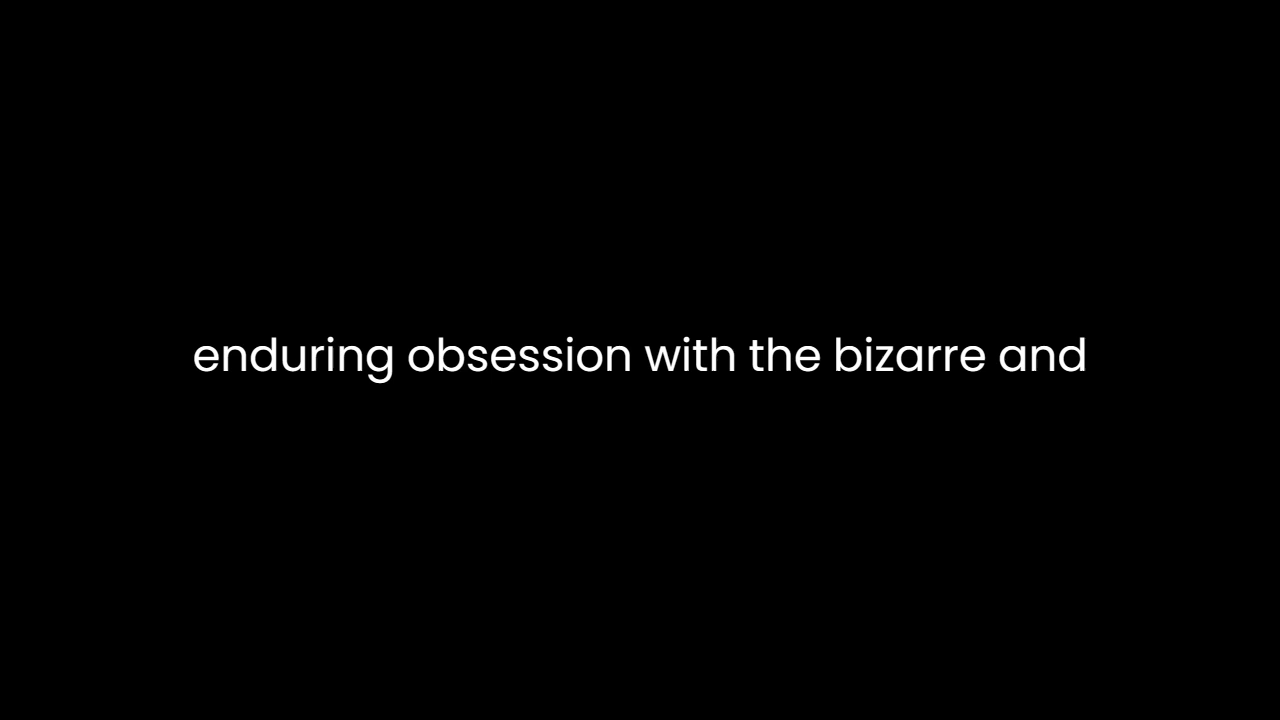 enduring obsession with the bizarre and